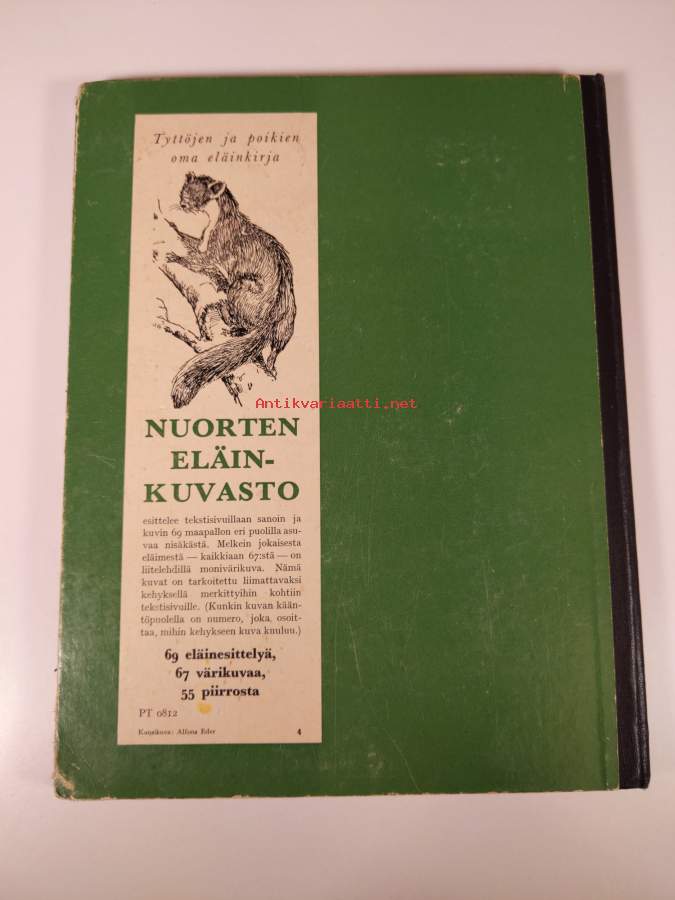 Tyttöjen ja poikien
oma eläinkirja
Antikvariaatti.net
NUORTEN
ELÄIN-
KUVASTO
esittelee tekstisivuillaan sanoin ja
kuvin 69 maapallon eri puolilla asu-
vaa nisäkästä. Melkein jokaisesta
eläimestä — kaikkiaan 67:stä — on
liitelehdillä monivärikuva. Nämä
kuvat on tarkoitettu liimattavaksi
kehyksellä merkittyihin kohtiin
tekstisivuille. (Kunkin kuvan kään-
töpuolella on numero, joka osoit-
taa, mihin kehykseen kuva kuuluu.)
69 eläinesittelyä,
67 värikuvaa,
55 piirrosta
PT 0812
Kansikuva: Alfons Eder 4